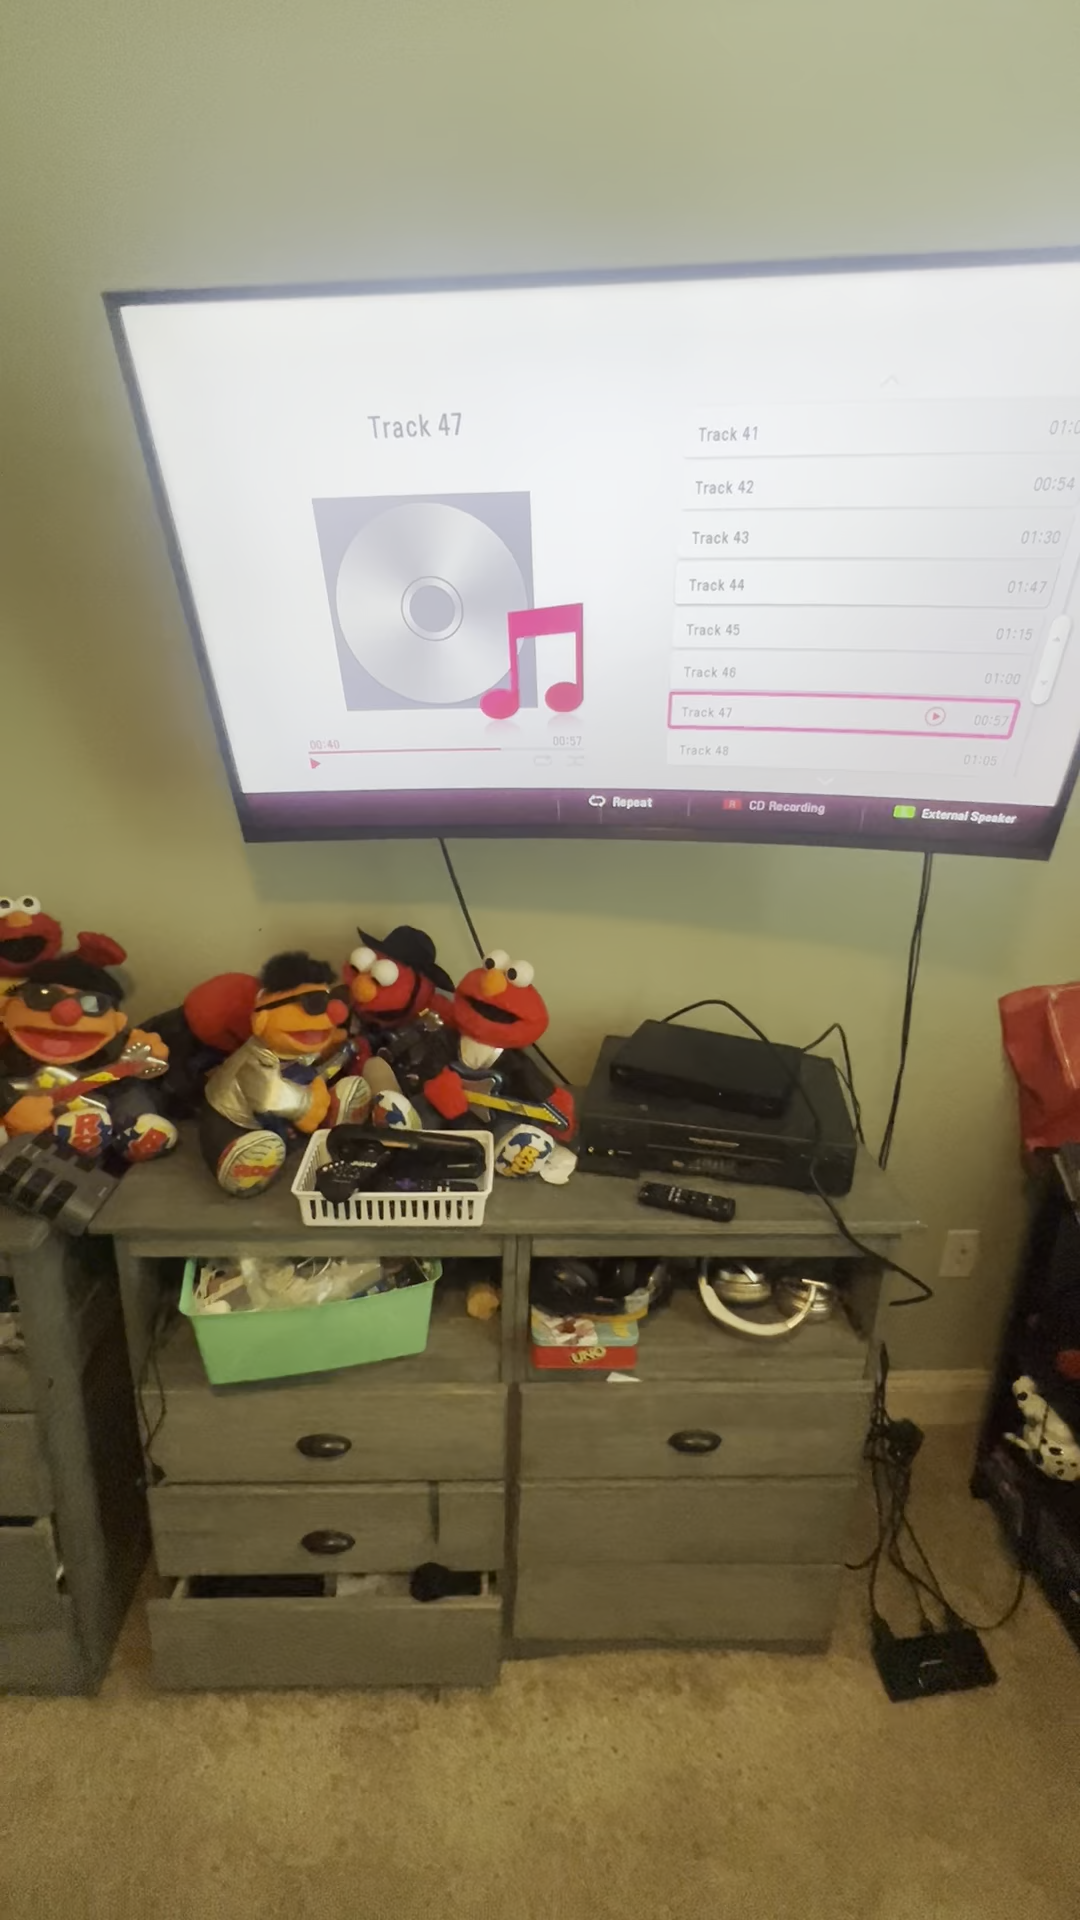 Track 47
00:40
00:57
Track 41
01:0
Track 42
00:54
Track 43
01:30
Track 44
01:47
Track 45
01:15
Track 46
01:00
Track 47
00:57
Track 48
01:05
Repeat
CD Recording
External Speaker
UNO